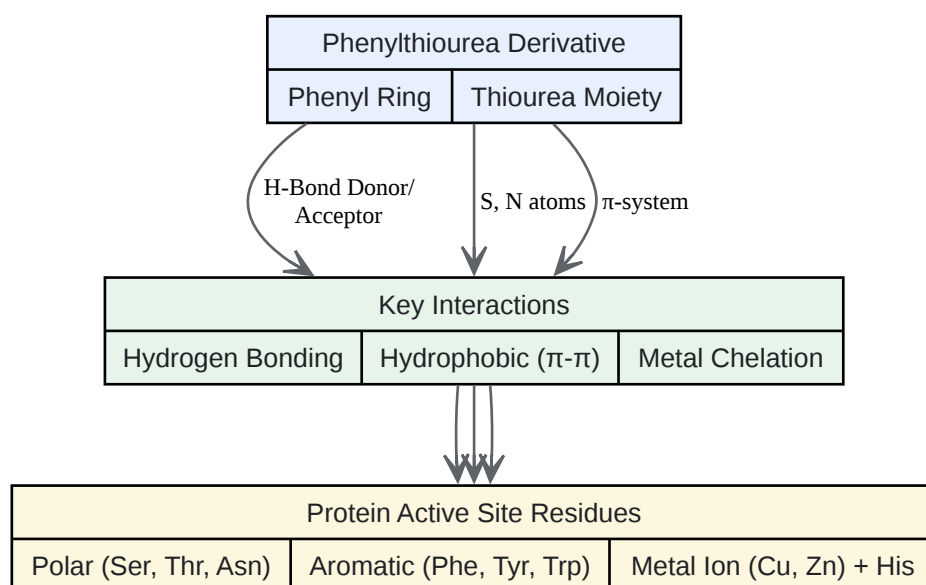 Phenylthiourea Derivative
Phenyl Ring
Thiourea Moiety
H-Bond Donor/
Acceptor
S, N atoms
π-system
Key Interactions
Hydrogen Bonding
Hydrophobic (π-π)
Metal Chelation
Protein Active Site Residues
Polar (Ser, Thr, Asn)
Aromatic (Phe, Tyr, Trp)
Metal Ion (Cu, Zn) + His